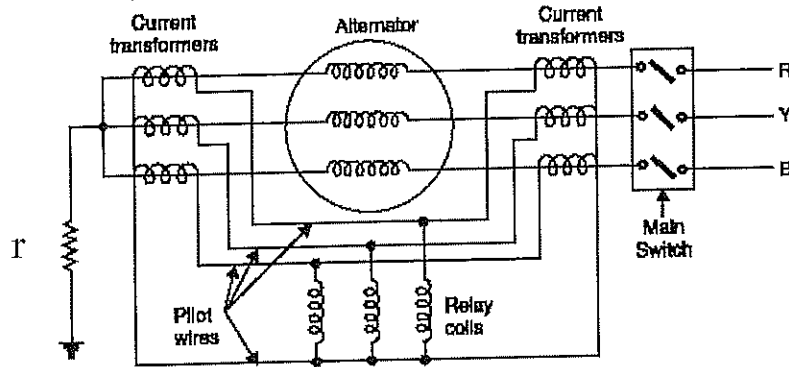 Current
transformers
Alternator
Current
transformers
R
Y
B
Main
Switch
r
Pilot
wires
Relay
coils